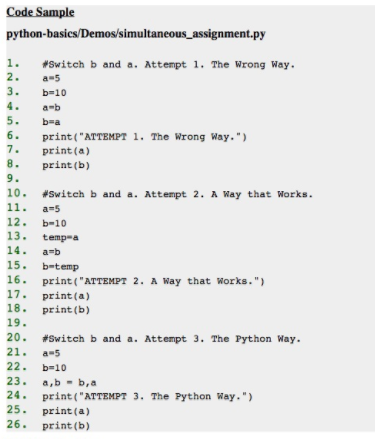 Code Sample
python-basics/Demos/simultaneous_assignment.py
1. #Switch b and a. Attempt 1. The Wrong Way.
2. a=5
3. b=10
4. a=b
5. b=a
6. print("ATTEMPT 1. The Wrong Way.")
7. print(a)
8. print(b)
9.
10. #Switch b and a. Attempt 2. A Way that Works.
11. a=5
12. b=10
13. temp=a
14. a=b
15. b=temp
16. print("ATTEMPT 2. A Way that Works.")
17. print(a)
18. print(b)
19.
20. #Switch b and a. Attempt 3. The Python Way.
21. a=5
22. b=10
23. a,b = b,a
24. print("ATTEMPT 3. The Python Way.")
25. print(a)
26. print(b)